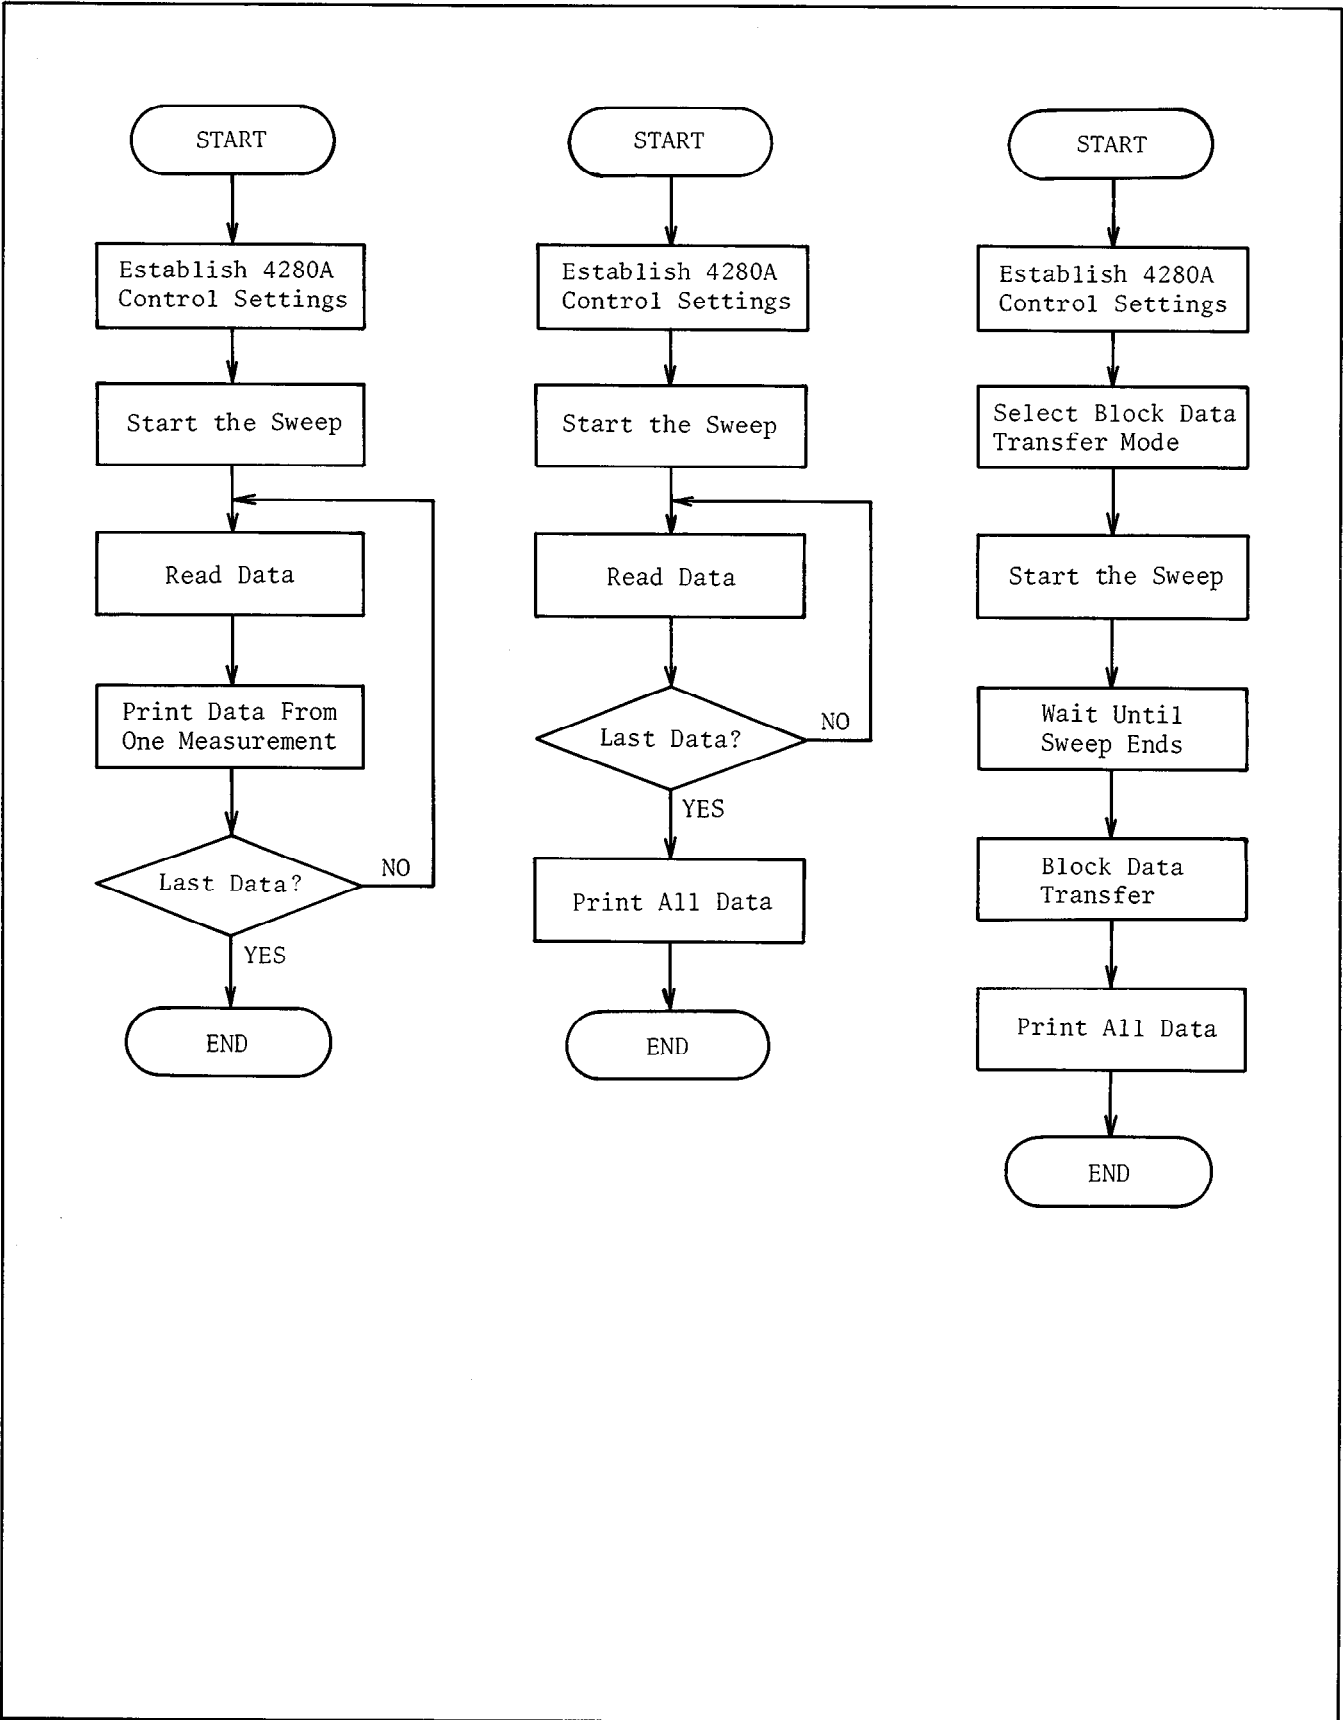 START
Establish 4280A
Control Settings
Start the Sweep
Read Data
Print Data From
One Measurement
Last Data?
NO
YES
END
START
Establish 4280A
Control Settings
Start the Sweep
Read Data
Last Data?
NO
YES
Print All Data
END
START
Establish 4280A
Control Settings
Select Block Data
Transfer Mode
Start the Sweep
Wait Until
Sweep Ends
Block Data
Transfer
Print All Data
END